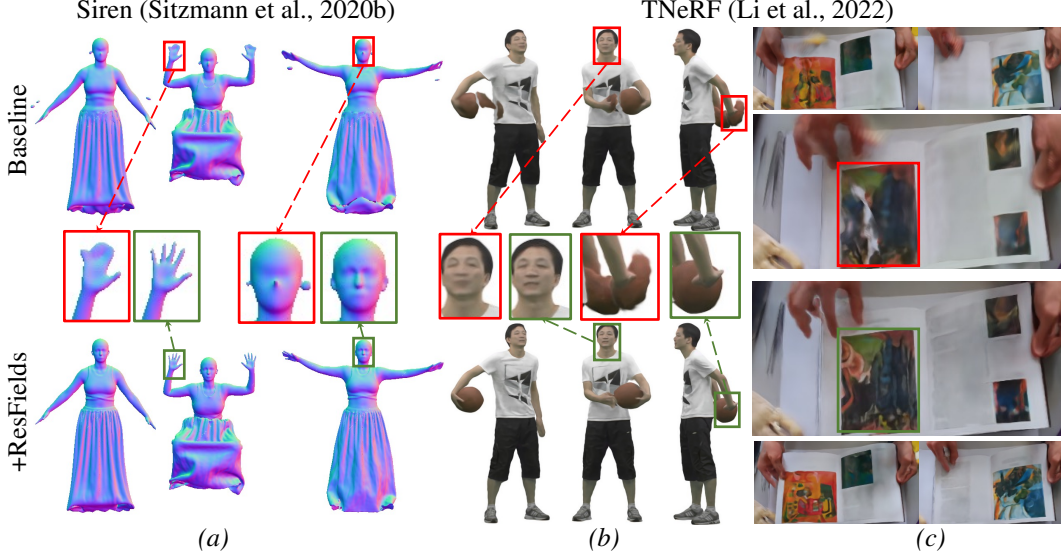 Siren (Sitzmann et al., 2020b)
TNeRF (Li et al., 2022)
Baseline
+ResFields
(a)
(b)
(c)